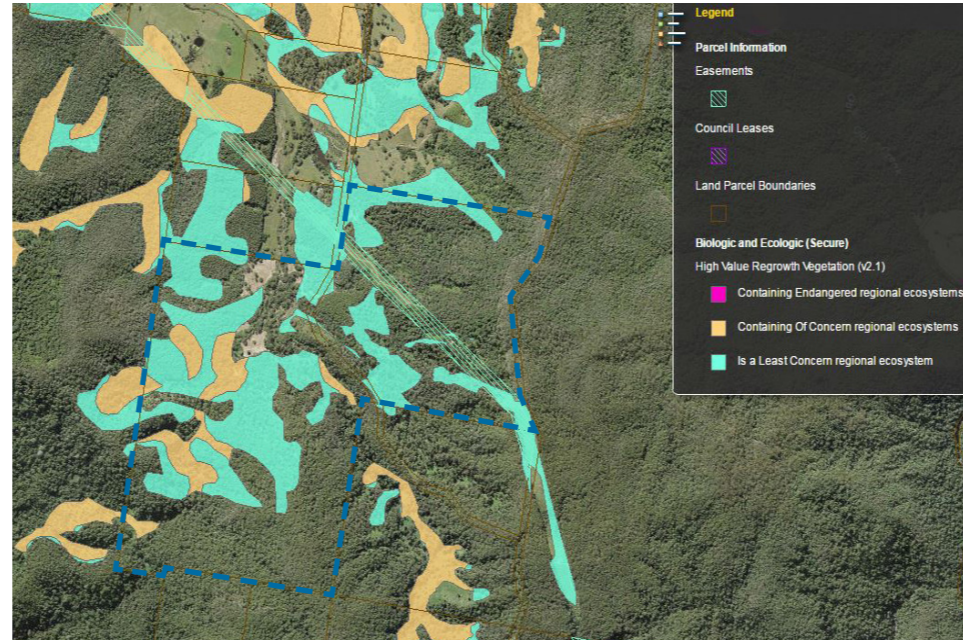 Legend
Parcel Information
Easements
Council Leases
Land Parcel Boundaries
Biologic and Ecologic (Secure)
High Value Regrowth Vegetation (v2.1)
Containing Endangered regional ecosystems
Containing Of Concern regional ecosystems
Is a Least Concern regional ecosystem